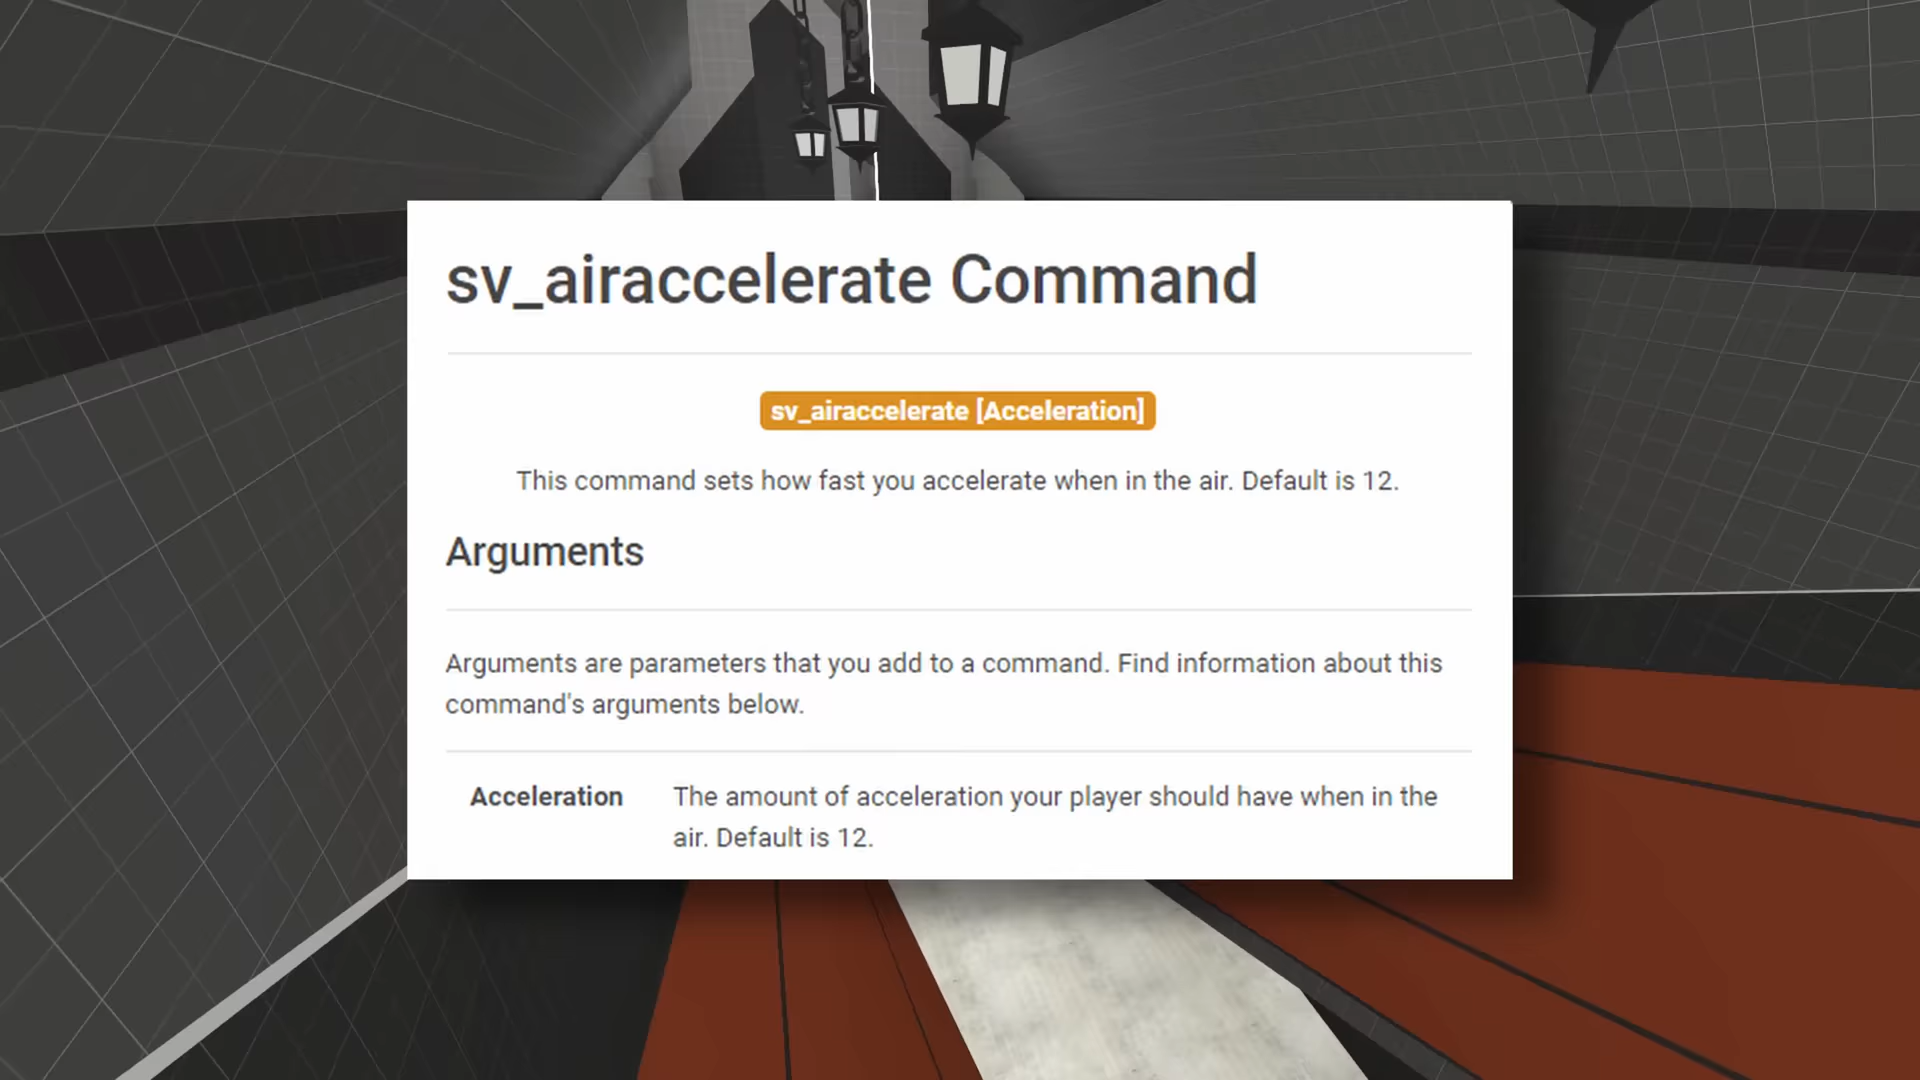 sv_airaccelerate Command
sv_airaccelerate [Acceleration]
This command sets how fast you accelerate when in the air. Default is 12.
Arguments
Arguments are parameters that you add to a command. Find information about this
command's arguments below.
Acceleration The amount of acceleration your player should have when in the
air. Default is 12.